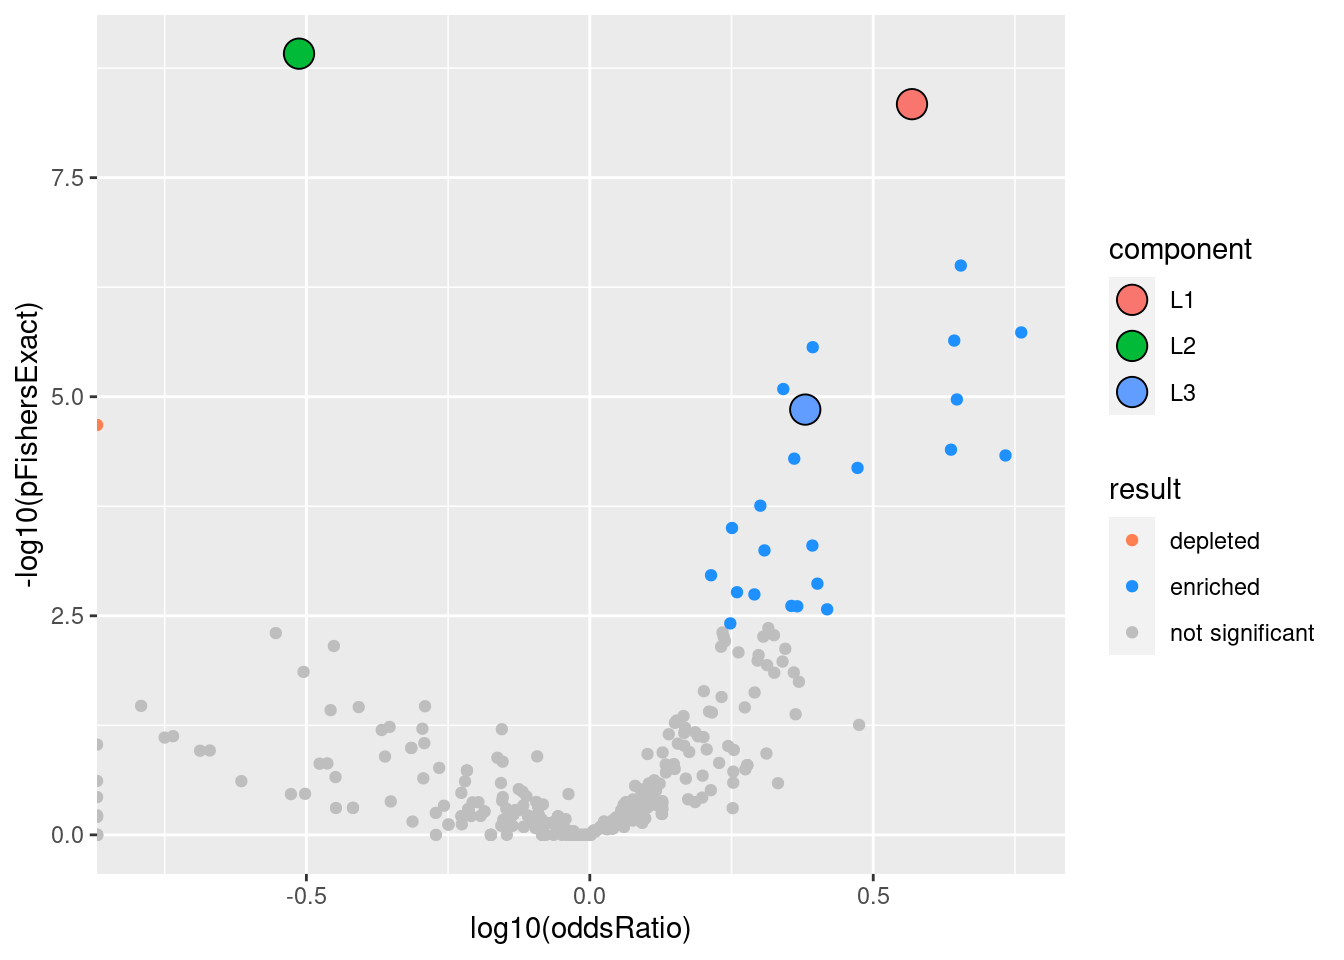 7.5
5.0
2.5
0.0
-0.5
0.0
0.5
log10(oddsRatio)
-log10(pFishersExact)
component
L1
L2
L3
result
depleted
enriched
not significant